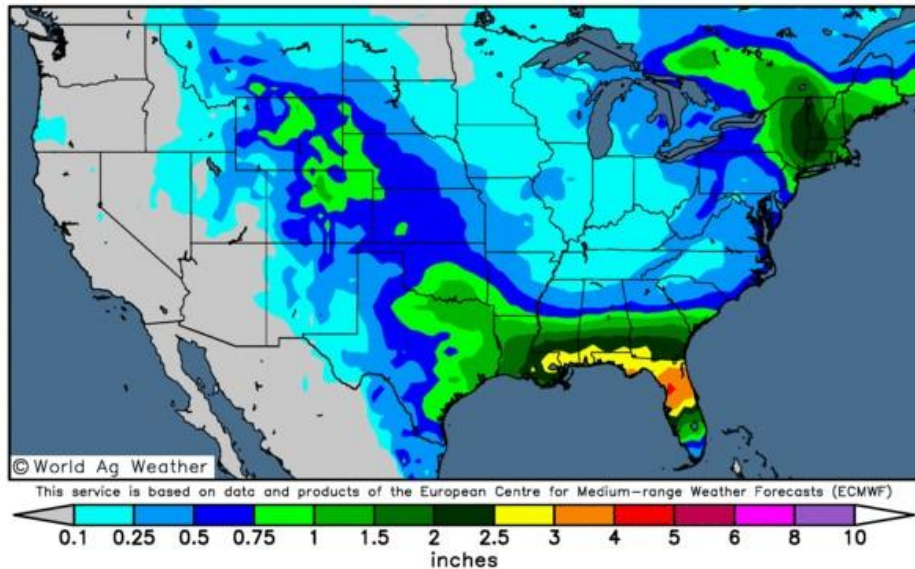 © World Ag Weather
This service is based on data and products of the European Centre for Medium-range Weather Forecasts (ECMWF)
0.1 0.25 0.5 0.75 1 1.5 2 2.5 3 4 5 6 8 10
inches